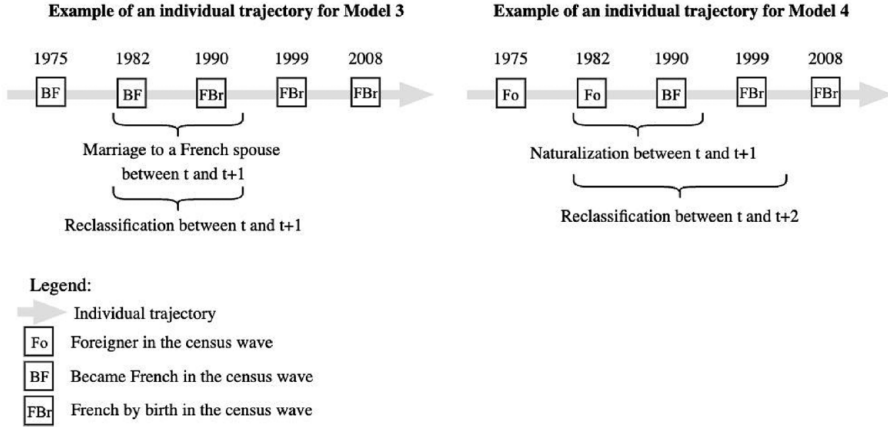 Example of an individual trajectory for Model 3
1975 1982 1990 1999 2008
BF BF FBr FBr FBr
Marriage to a French spouse
between t and t+1
Reclassification between t and t+1
Example of an individual trajectory for Model 4
1975 1982 1990 1999 2008
Fo Fo BF FBr FBr
Naturalization between t and t+1
Reclassification between t and t+2
Legend:
Individual trajectory
Fo Foreigner in the census wave
BF Became French in the census wave
FBr French by birth in the census wave